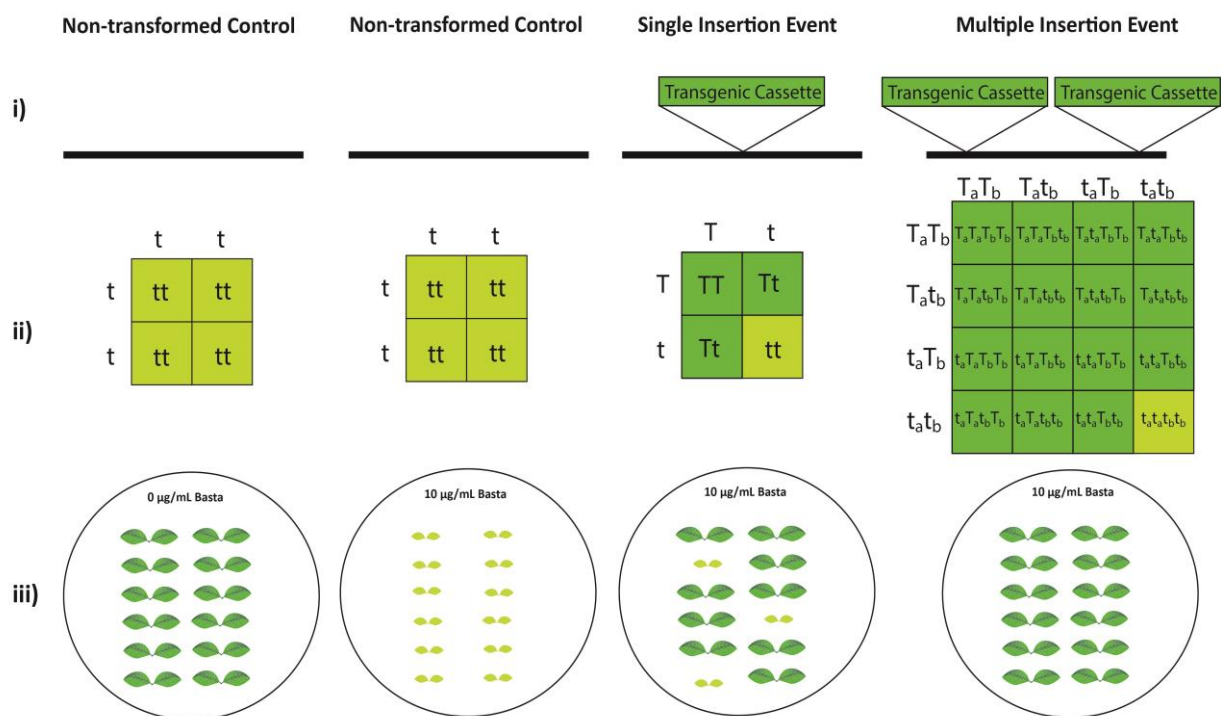 Non-transformed Control
Non-transformed Control
Single Insertion Event
Multiple Insertion Event
i)
Transgenic Cassette
Transgenic Cassette
Transgenic Cassette
ii)
t t
t tt tt
t tt tt
t t
t tt tt
t tt tt
T t
T TT Tt
t Tt tt
TaTb Tatb taTb tatb
TaTb TaTaTbTb TaTaTbtb TataTbTb TataTbtb
Tatb TaTatbTb TaTatbtb TatatbTb Tatatbtb
taTb taTaTbTb taTaTbtb tataTbTb tataTbtb
tatb taTatbTb taTatbtb tataTbtb tatatbtb
iii)
0 µg/mL Basta
10 µg/mL Basta
10 µg/mL Basta
10 µg/mL Basta